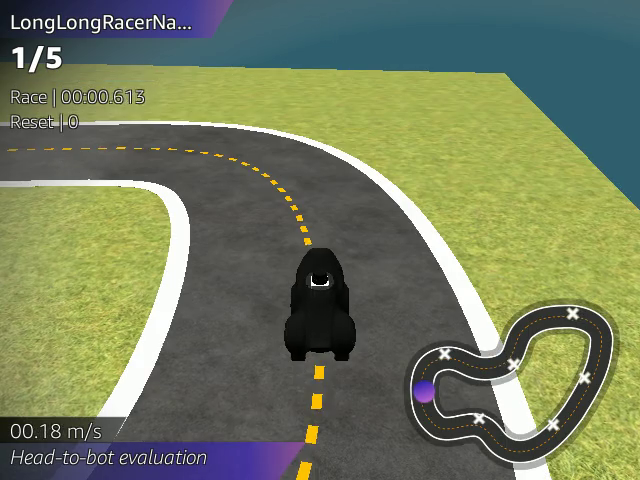 LongLongRacerNa...
1/5
Race | 00:00.613
Reset | 0
00.18 m/s
Head-to-bot evaluation